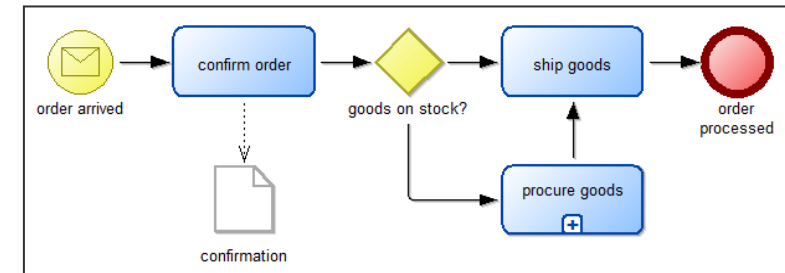 confirm order
ship goods
order arrived
goods on stock?
order
processed
procure goods
confirmation